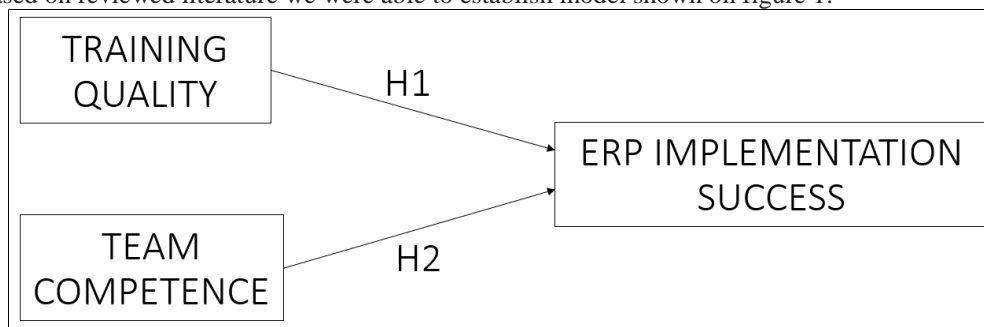 on reviewed literature we were able to establish model shown on figure 1.
TRAINING
QUALITY
H1
ERP IMPLEMENTATION
SUCCESS
TEAM
COMPETENCE
H2